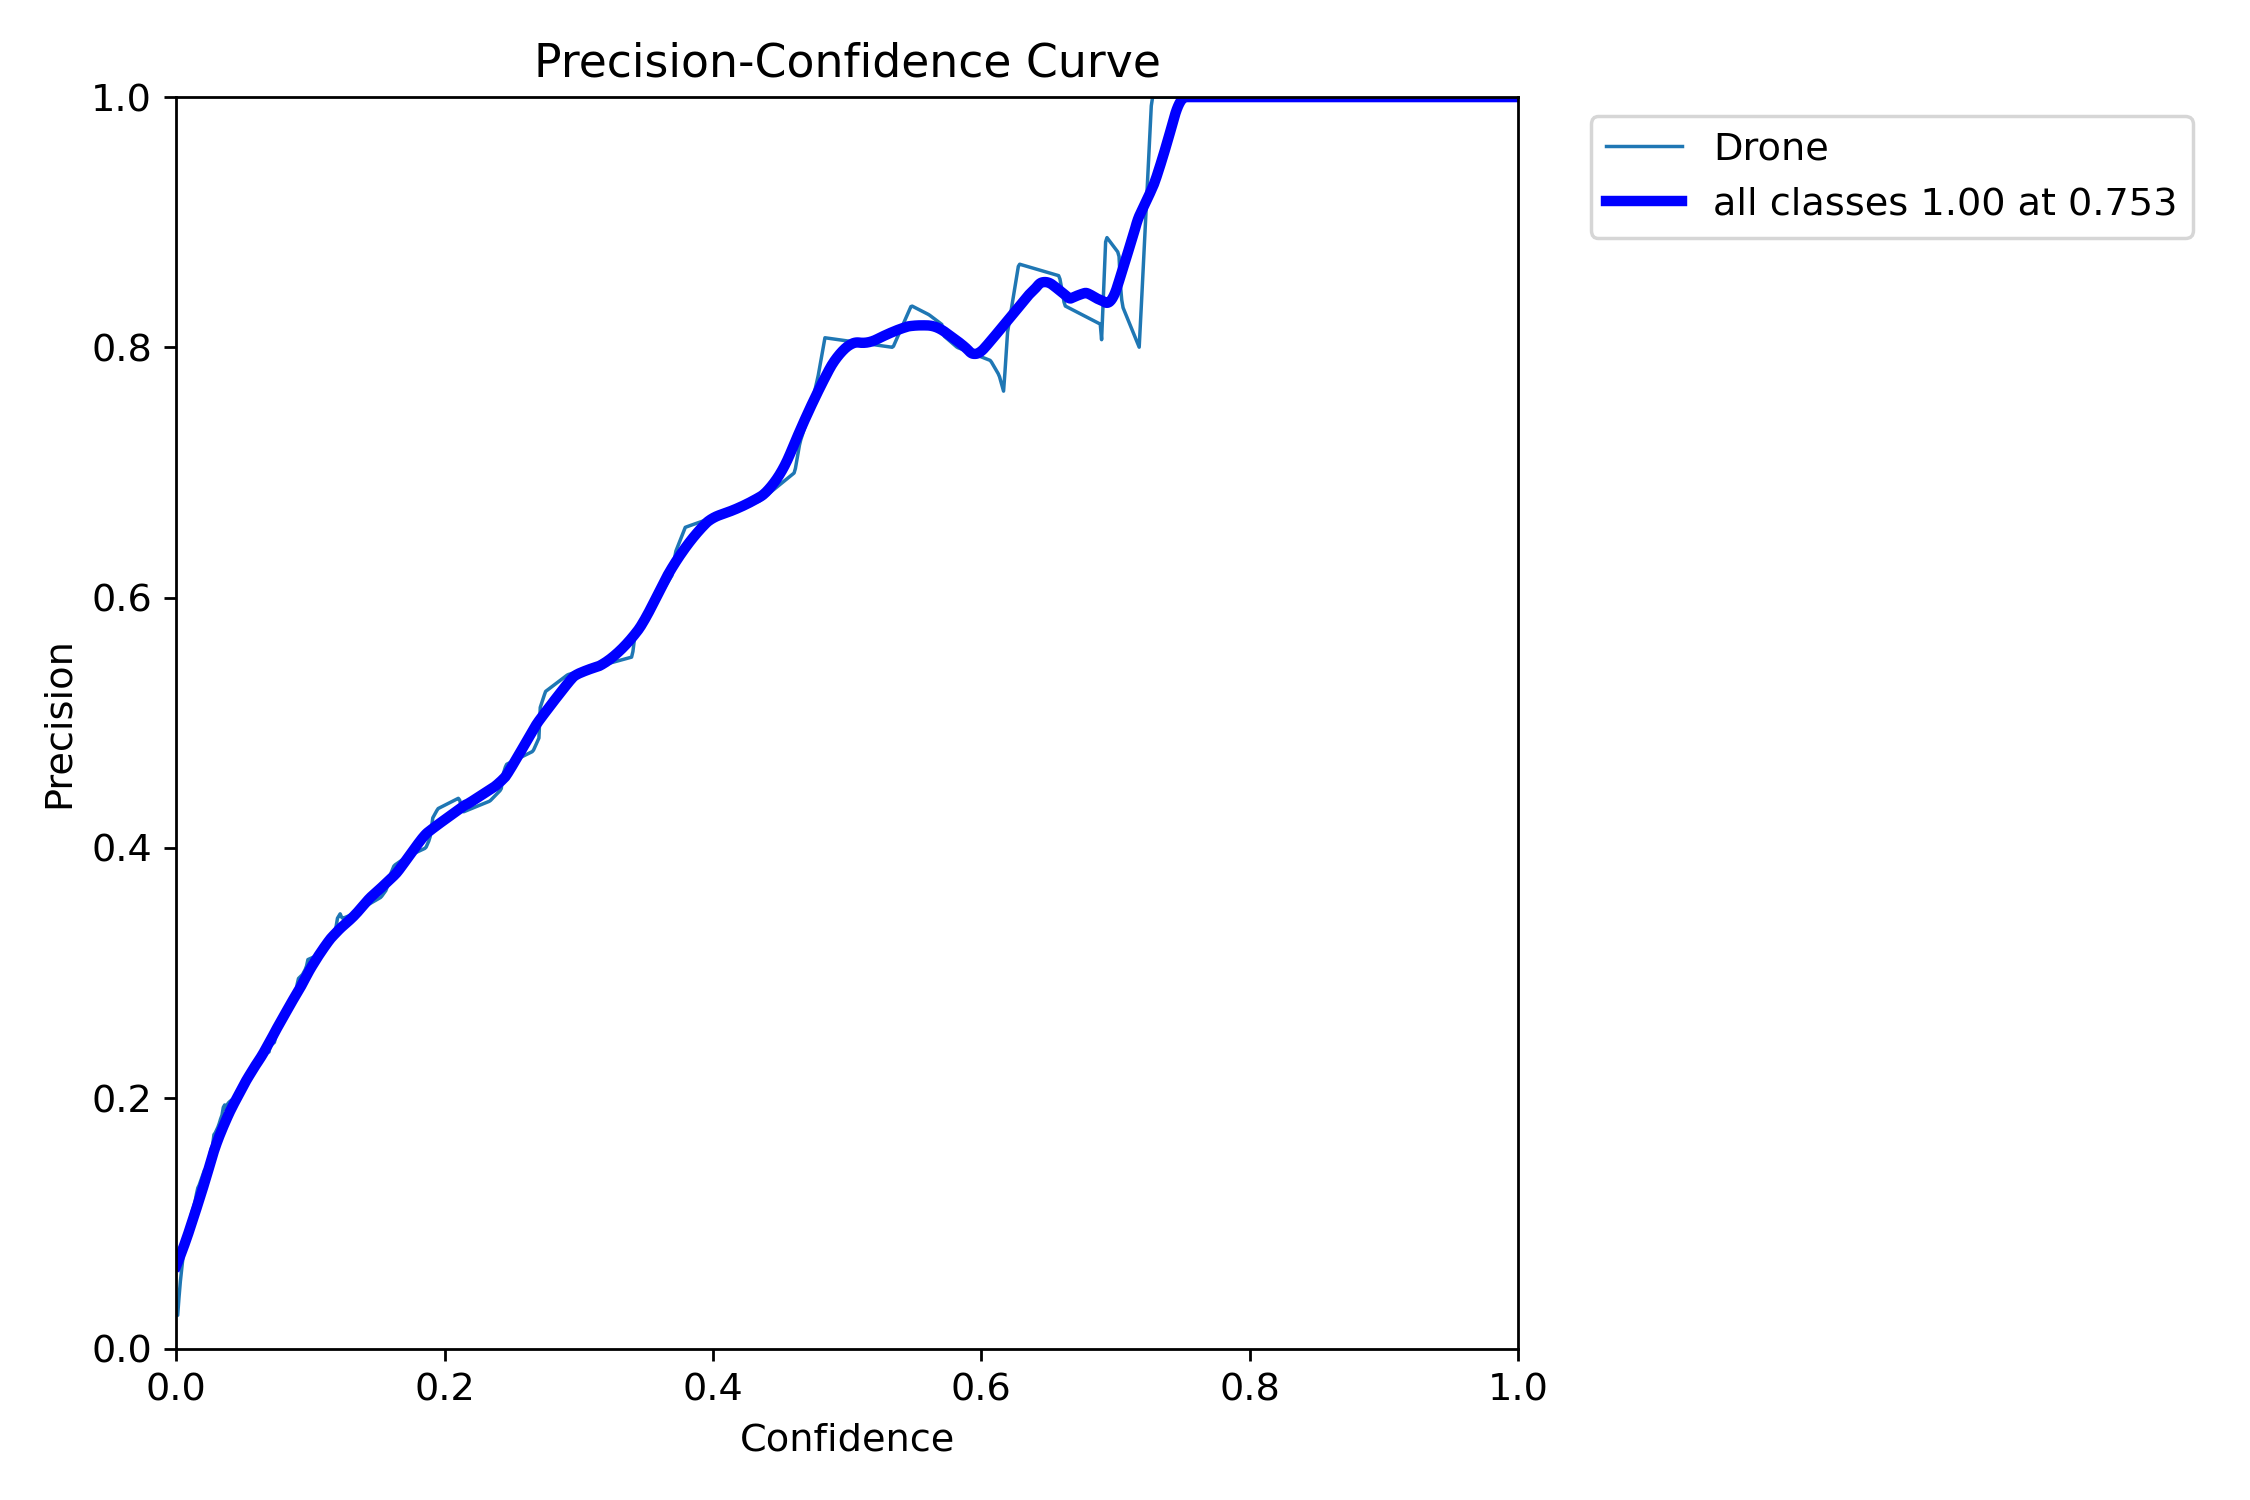 Precision-Confidence Curve
1.0
0.8
0.6
0.4
0.2
0.0
Precision
0.0 0.2 0.4 0.6 0.8 1.0
Confidence
Drone
all classes 1.00 at 0.753